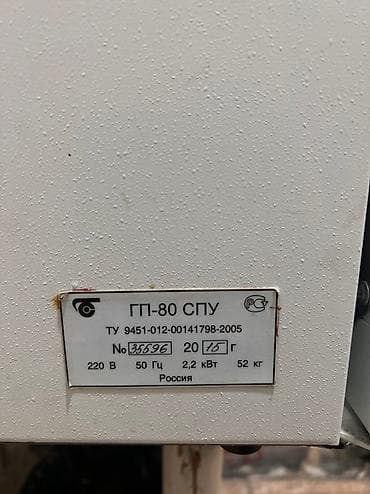 ГП-80 СПУ
ТУ 9451-012-00141798-2005
№ 35596 20 15 г
220 В 50 Гц 2,2 кВт 52 кг
Россия